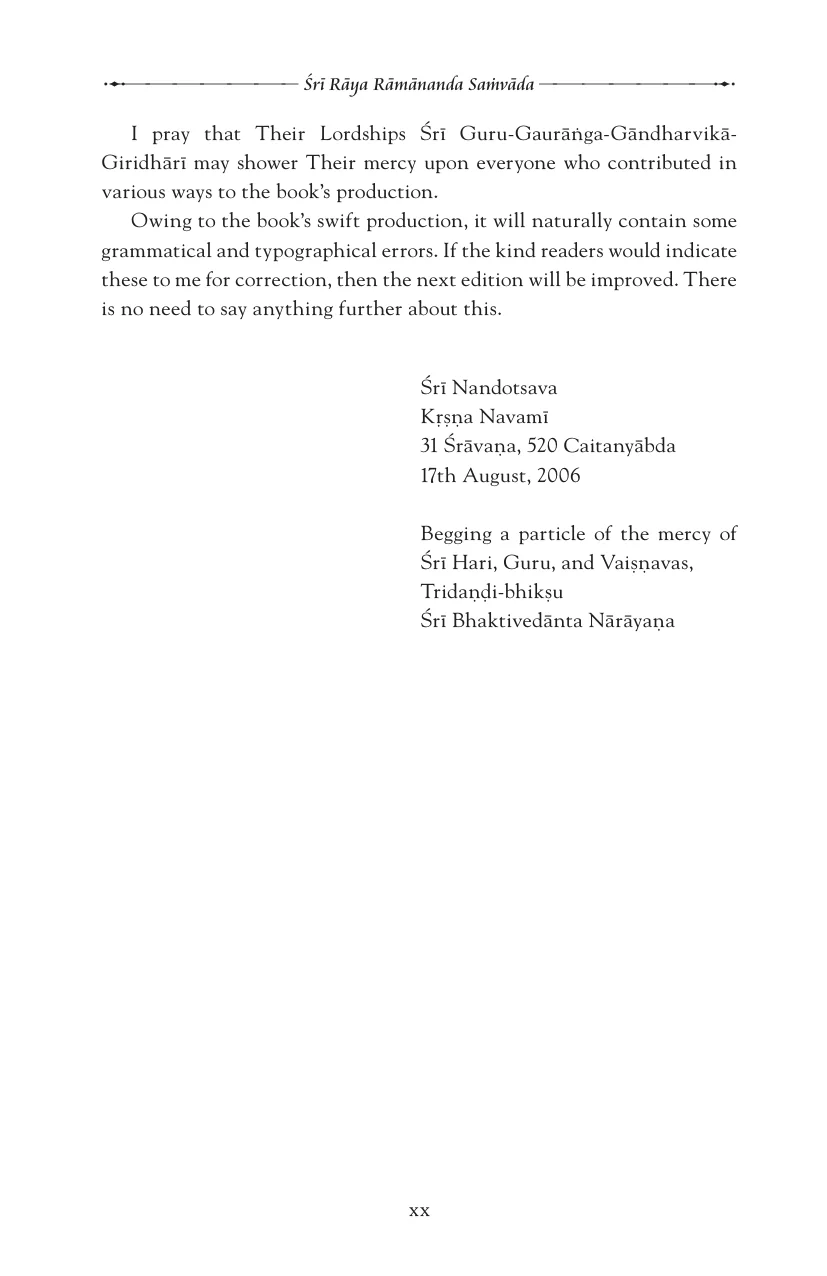 Śrī Rāya Rāmānanda Saṁvāda
I pray that Their Lordships Śrī Guru-Gaurāṅga-Gāndharvikā-
Giridhārī may shower Their mercy upon everyone who contributed in
various ways to the book’s production.
Owing to the book’s swift production, it will naturally contain some
grammatical and typographical errors. If the kind readers would indicate
these to me for correction, then the next edition will be improved. There
is no need to say anything further about this.
Śrī Nandotsava
Kṛṣṇa Navamī
31 Śrāvaṇa, 520 Caitanyābda
17th August, 2006
Begging a particle of the mercy of
Śrī Hari, Guru, and Vaiṣṇavas,
Tridaṇḍi-bhikṣu
Śrī Bhaktivedānta Nārāyaṇa
xx